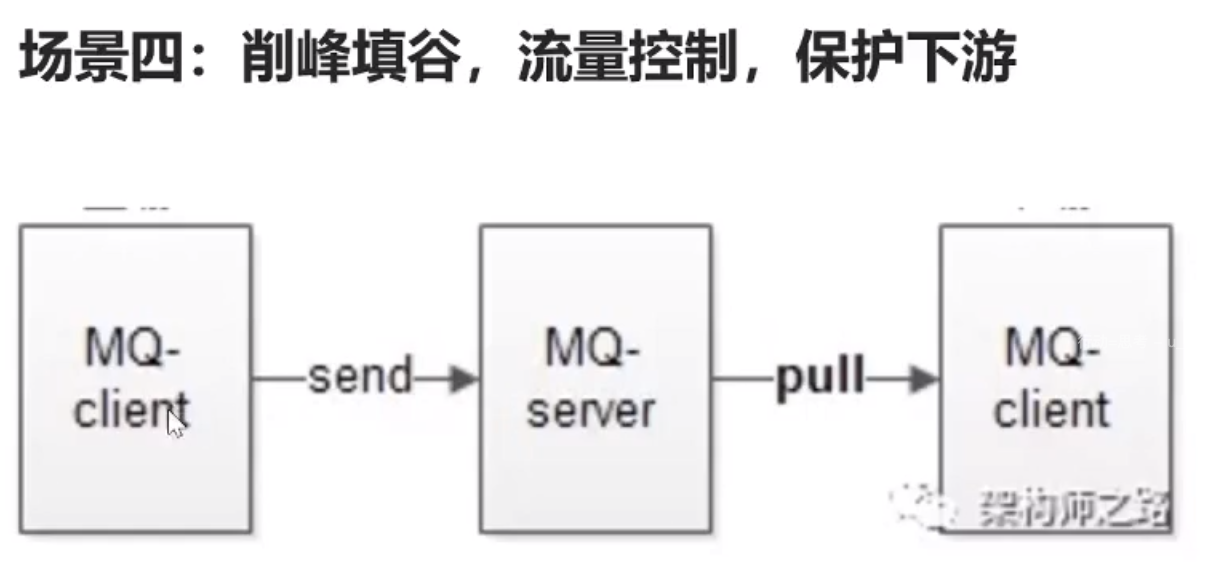 场景四：削峰填谷，流量控制，保护下游
MQ-
client
send
MQ-
server
pull
MQ-
client
架构师之路